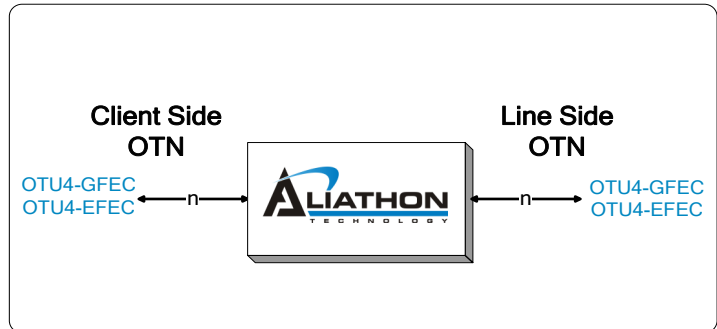 Client Side
OTN
Line Side
OTN
OTU4-GFEC
OTU4-EFEC
n
ALIATHON
TECHNOLOGY
n
OTU4-GFEC
OTU4-EFEC